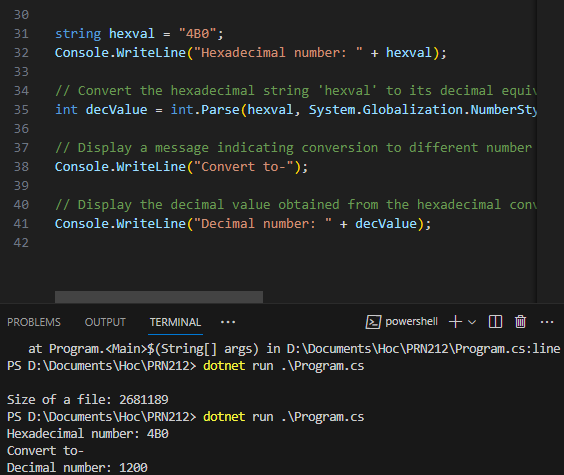 30
31 string hexval = "4B0";
32 Console.WriteLine("Hexadecimal number: " + hexval);
33
34 // Convert the hexadecimal string 'hexval' to its decimal equiv
35 int decValue = int.Parse(hexval, System.Globalization.NumberSty
36
37 // Display a message indicating conversion to different number
38 Console.WriteLine("Convert to-");
39
40 // Display the decimal value obtained from the hexadecimal conv
41 Console.WriteLine("Decimal number: " + decValue);
42
PROBLEMS OUTPUT TERMINAL ··· powershell ···
at Program.<Main>$(String[] args) in D:\Documents\Hoc\PRN212\Program.cs:line
PS D:\Documents\Hoc\PRN212> dotnet run .\Program.cs
Size of a file: 2681189
PS D:\Documents\Hoc\PRN212> dotnet run .\Program.cs
Hexadecimal number: 4B0
Convert to-
Decimal number: 1200